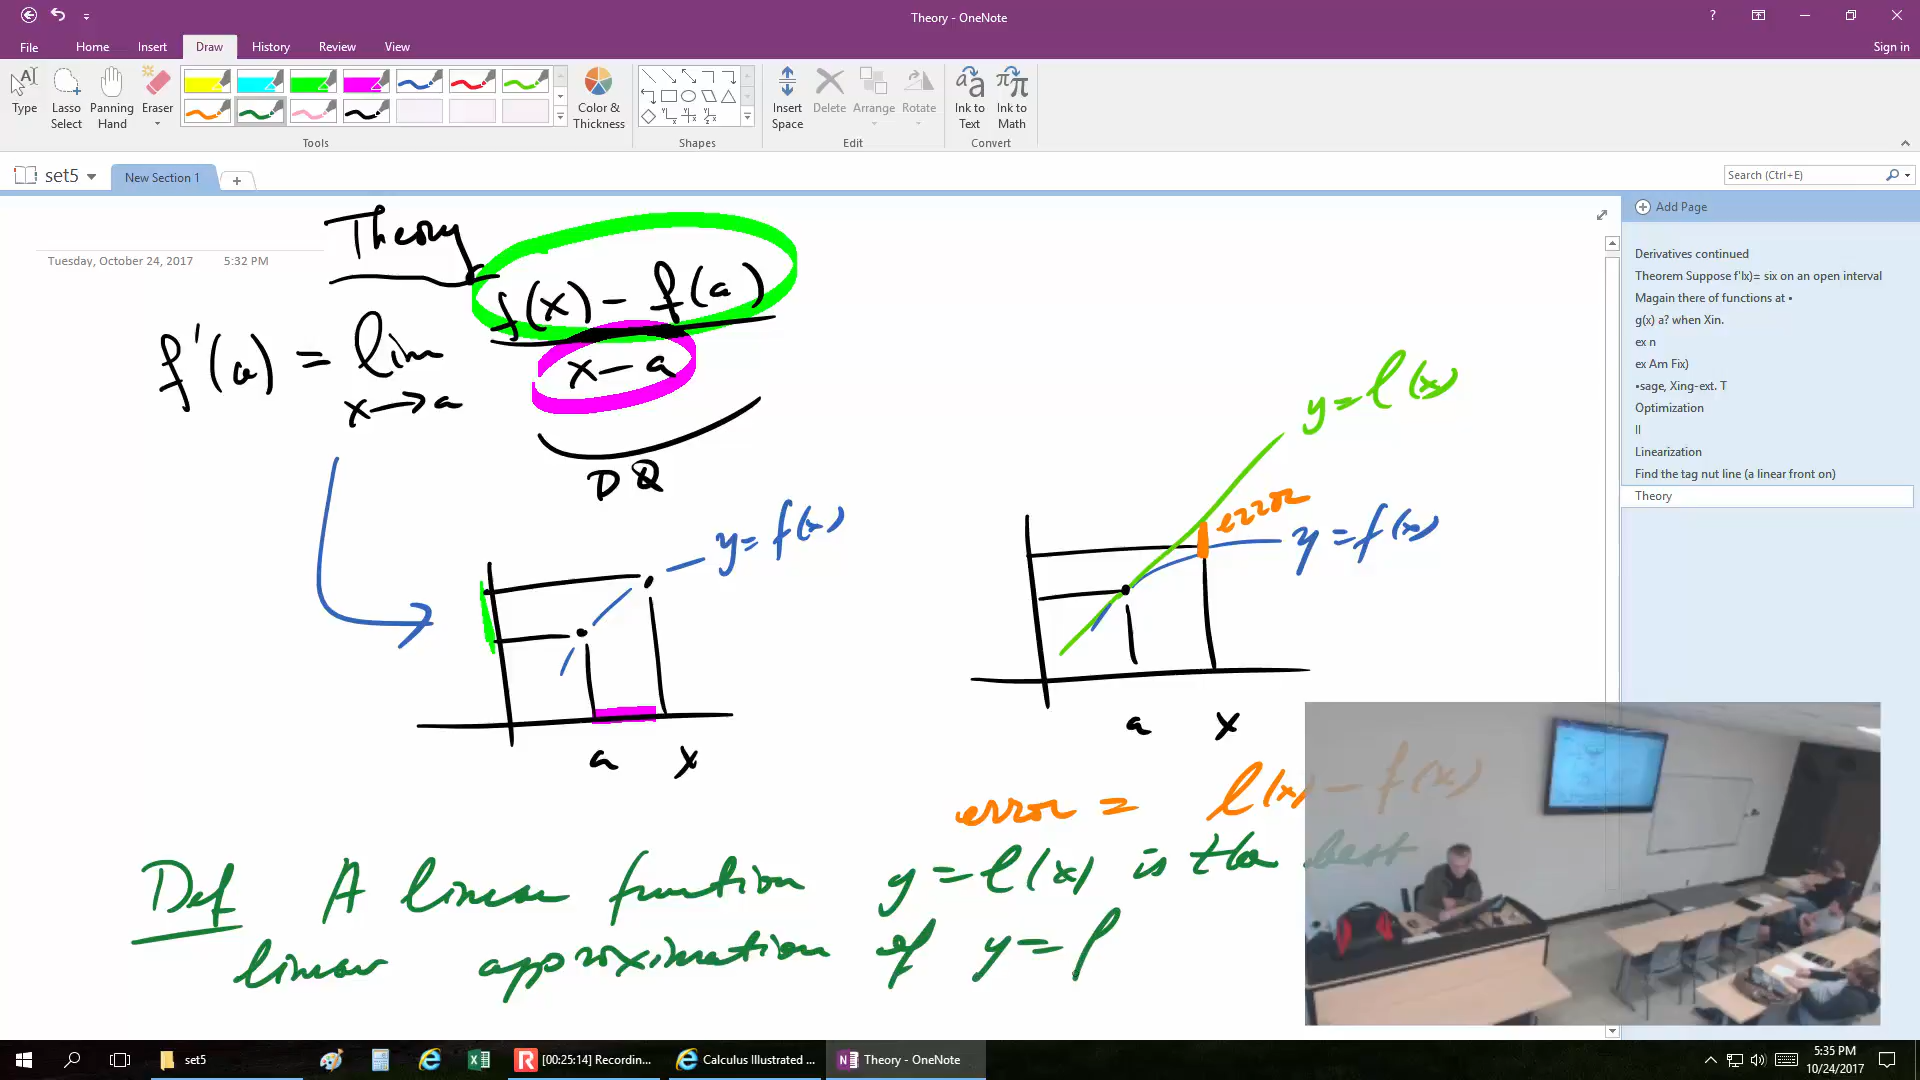 Theory - OneNote
File
Home
Insert
Draw
History
Review
View
Sign in
Type
Lasso
Select
Panning
Hand
Eraser
Color &
Thickness
Insert
Space
Delete
Arrange
Rotate
Ink to
Text
Ink to
Math
Tools
Shapes
Edit
Convert
set5
New Section 1
Search (Ctrl+E)
Add Page
Derivatives continued
Theorem Suppose f'lx)= six on an open interval
Magain there of functions at •
g(x) a? when Xin.
ex n
ex Am Fix)
•sage, Xing-ext. T
Optimization
II
Linearization
Find the tag nut line (a linear front on)
Theory
Tuesday, October 24, 2017 5:32 PM
Theory
f'(a) = lim f(x) - f(a)
x - a
x → a
DQ
y = f(x)
a x
y = l(x)
error
y = f(x)
a x
error = l(x) - f(x)
Def A linear function y = l(x) is the best
linear approximation of y = f
set5
[00:25:14] Recordin...
Calculus Illustrated ...
Theory - OneNote
5:35 PM
10/24/2017